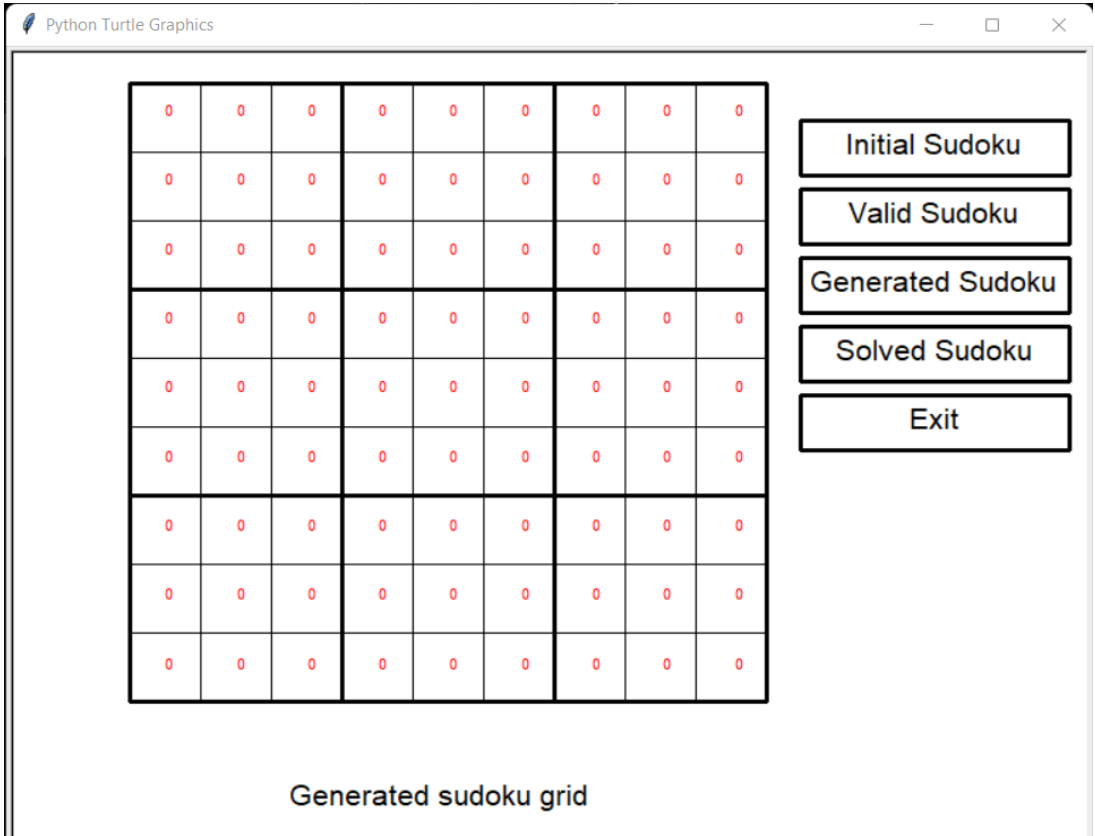 Python Turtle Graphics
0 0 0 0 0 0 0 0 0
Initial Sudoku
0 0 0 0 0 0 0 0 0
Valid Sudoku
0 0 0 0 0 0 0 0 0
Generated Sudoku
0 0 0 0 0 0 0 0 0
Solved Sudoku
0 0 0 0 0 0 0 0 0
Exit
0 0 0 0 0 0 0 0 0
0 0 0 0 0 0 0 0 0
0 0 0 0 0 0 0 0 0
0 0 0 0 0 0 0 0 0
Generated sudoku grid